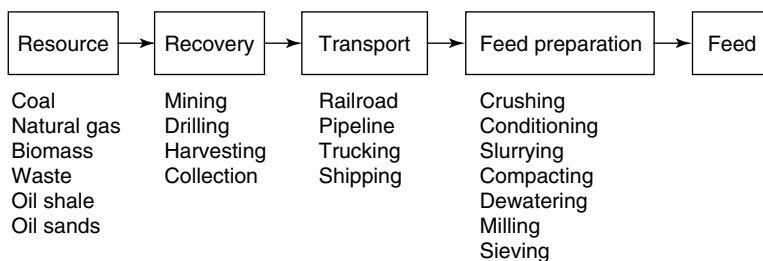 Resource
Recovery
Transport
Feed preparation
Feed
Coal
Natural gas
Biomass
Waste
Oil shale
Oil sands
Mining
Drilling
Harvesting
Collection
Railroad
Pipeline
Trucking
Shipping
Crushing
Conditioning
Slurrying
Compacting
Dewatering
Milling
Sieving